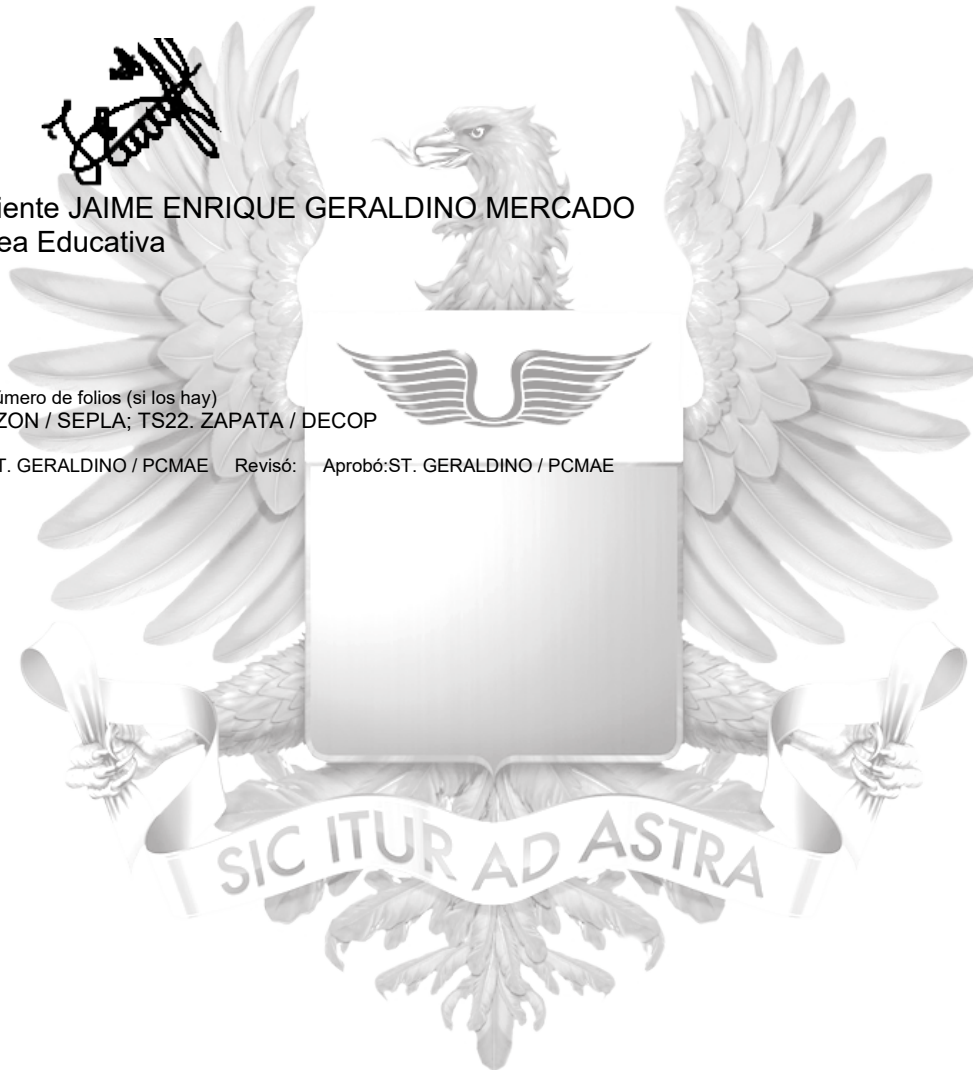 iente JAIME ENRIQUE GERALDINO MERCADO
ea Educativa
úmero de folios (si los hay)
ZON / SEPLA; TS22. ZAPATA / DECOP
T. GERALDINO / PCMAE Revisó: Aprobó:ST. GERALDINO / PCMAE
SIC ITUR AD ASTRA